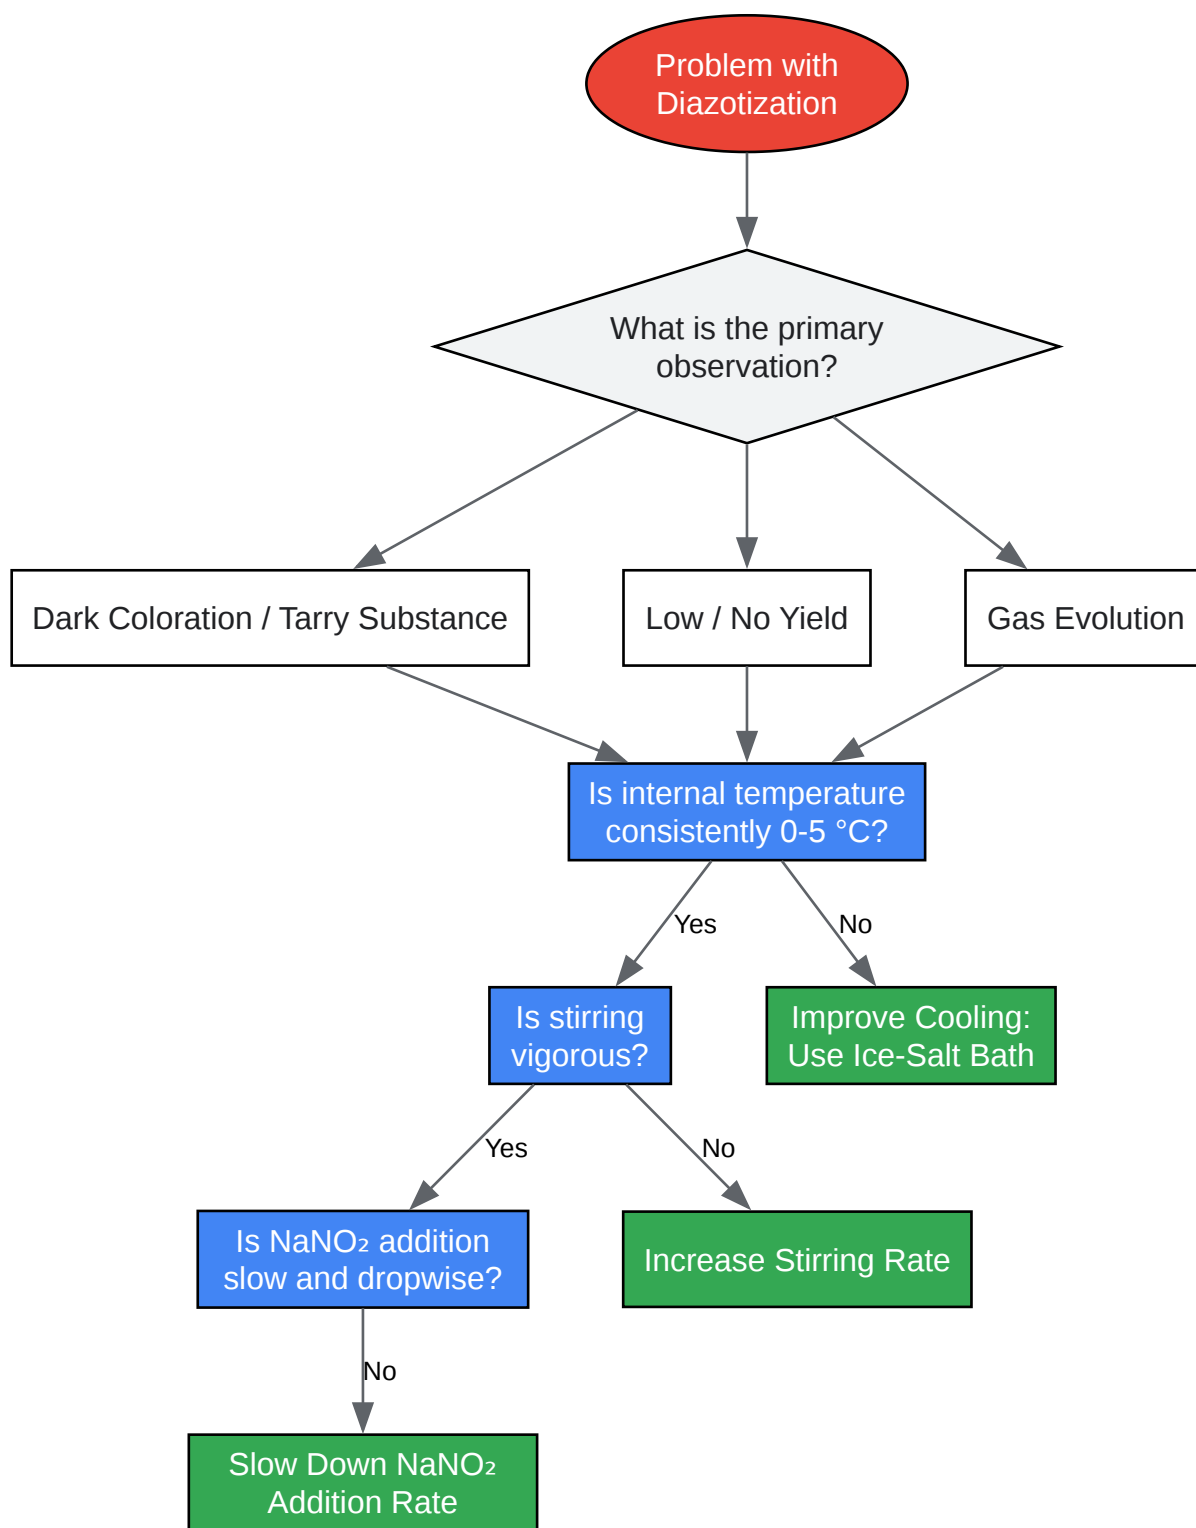 Problem with
Diazotization
What is the primary
observation?
Dark Coloration / Tarry Substance
Low / No Yield
Gas Evolution
Is internal temperature
consistently 0-5 °C?
Yes
No
Is stirring
vigorous?
Improve Cooling:
Use Ice-Salt Bath
Yes
No
Is NaNO₂ addition
slow and dropwise?
Increase Stirring Rate
No
Slow Down NaNO₂
Addition Rate